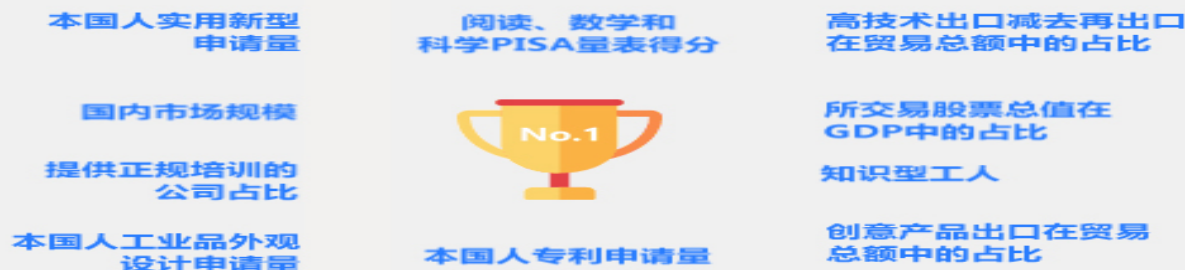 本国人实用新型
申请量
阅读、数学和
科学PISA量表得分
高技术出口减去再出口
在贸易总额中的占比
国内市场规模
No.1
所交易股票总值在
GDP中的占比
提供正规培训的
公司占比
知识型工人
本国人工业品外观
设计申请量
本国人专利申请量
创意产品出口在贸易
总额中的占比